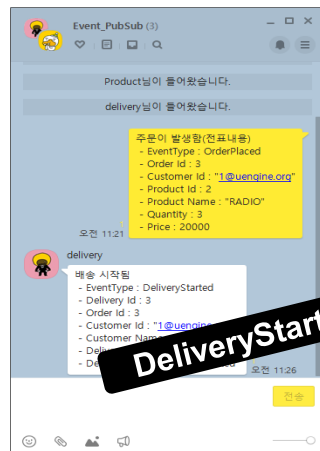 Event_PubSub (3)
Product님이 들어왔습니다.
delivery님이 들어왔습니다.
주문이 발생함(전표내용)
- EventType : OrderPlaced
- Order Id : 3
- Customer Id : "1@uengine.org"
- Product Id : 2
- Product Name : "RADIO"
- Quantity : 3
- Price : 20000
1
오전 11:21
delivery
배송 시작됨
- EventType : DeliveryStarted
- Delivery Id : 3
- Order Id : 3
- Customer Id : "1@uengine
- Customer Name
DeliveryStart
오전 11:26
전송